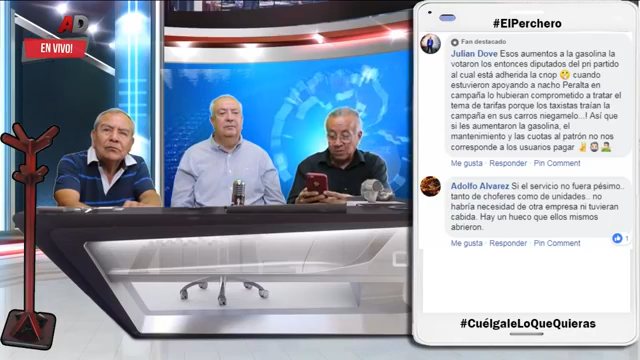 AD
EN VIVO!
#ElPerchero
Fan destacado
Julian Dove Esos aumentos a la gasolina la
votaron los entonces diputados del pri partido
al cual está adherida la cnop 🤔 cuando
estuvieron apoyando a nacho Peralta en
campaña lo hubieran comprometido a tratar el
tema de tarifas porque los taxistas traían la
campaña en sus carros niegamelo...! Así que
si les aumentaron la gasolina, el
mantenimiento y las cuotas al patrón no nos
corresponde a los usuarios pagar
Me gusta · Responder · Pin Comment
Adolfo Alvarez Si el servicio no fuera pésimo..
tanto de choferes como de unidades.. no
habría necesidad de otra empresa ni tuvieran
cabida. Hay un hueco que ellos mismos
abrieron.
1
Me gusta · Responder · Pin Comment
#CuélgaleLoQueQuieras